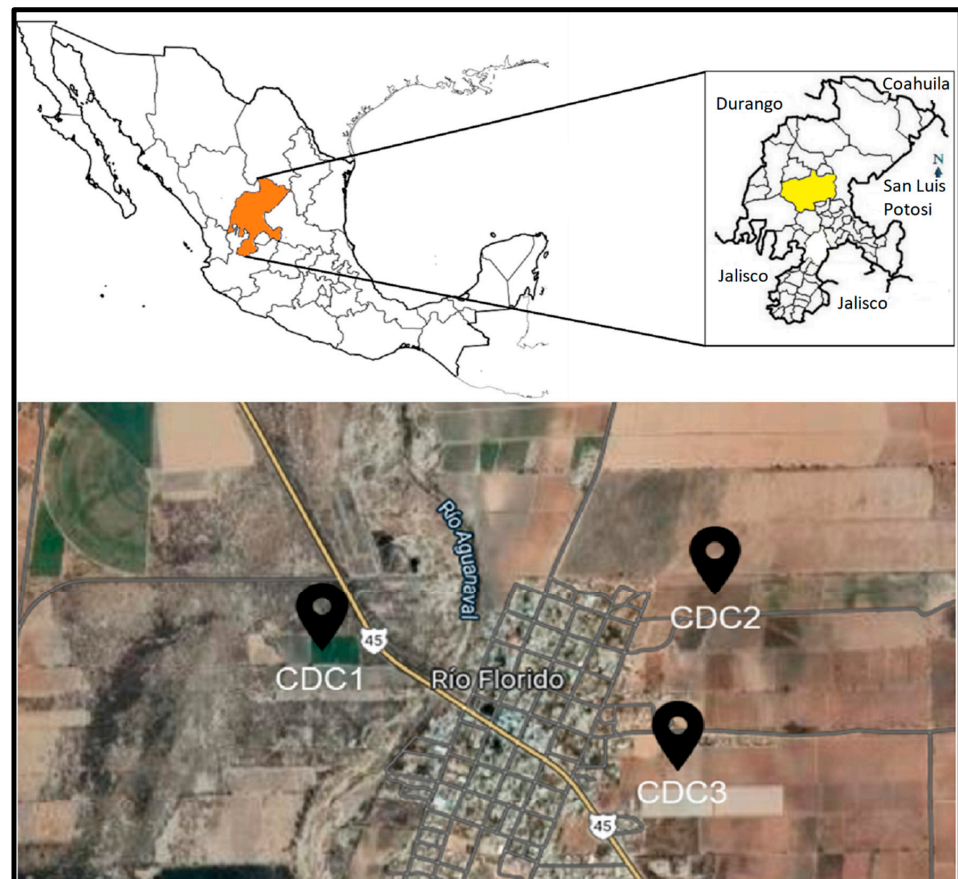 Coahuila
Durango
N
San Luis
Potosi
Jalisco
Jalisco
Río Aguanaval
CDC2
CDC1
45
Río Florido
CDC3
45